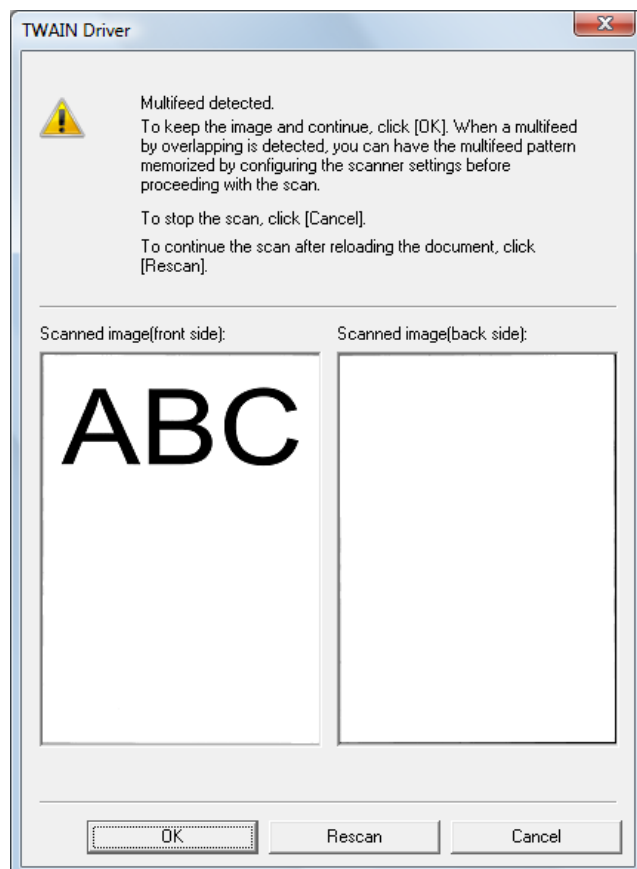 TWAIN Driver
Multifeed detected.
To keep the image and continue, click [OK]. When a multifeed
by overlapping is detected, you can have the multifeed pattern
memorized by configuring the scanner settings before
proceeding with the scan.
To stop the scan, click [Cancel].
To continue the scan after reloading the document, click
[Rescan].
Scanned image(front side): Scanned image(back side):
ABC
OK Rescan Cancel